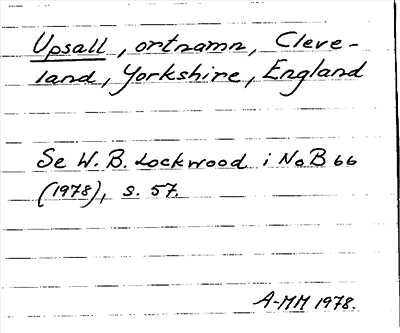 Upsall, ortnamn, Cleve-
land, Yorkshire, England
Se W. B. Lockwood i NoB 66
(1978), s. 57.
A-MM 1978.